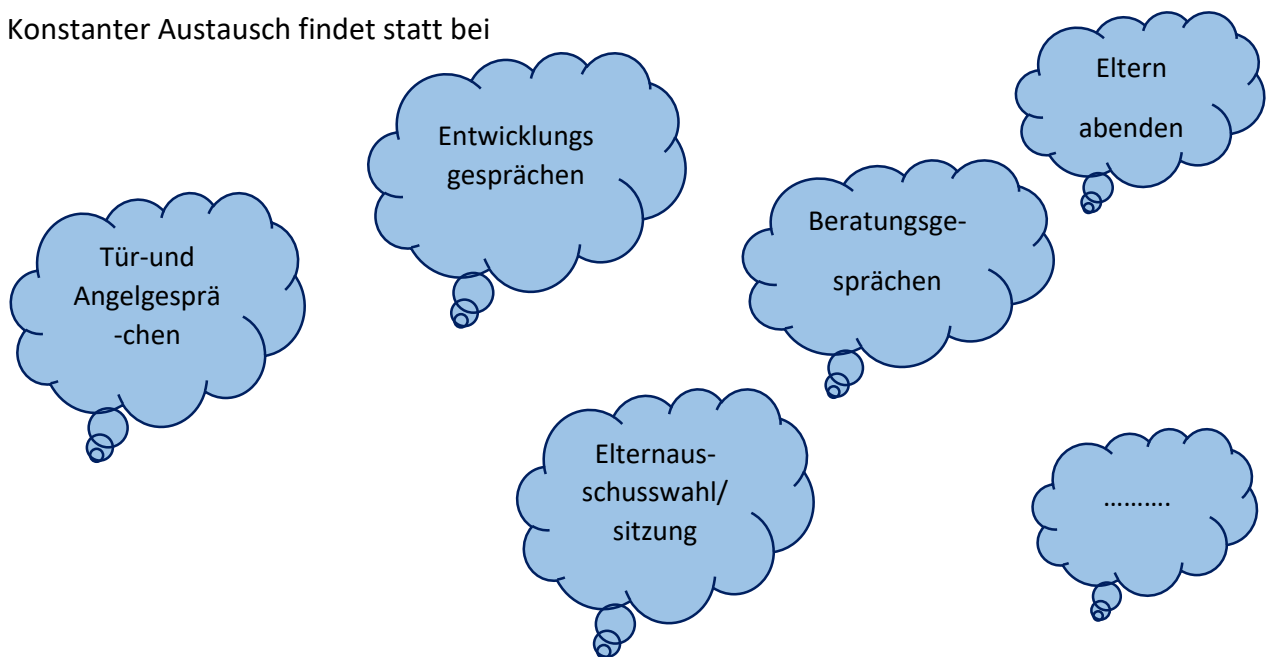 Konstanter Austausch findet statt bei
Eltern
abenden
Entwicklungs
gesprächen
Beratungsge-
sprächen
Tür-und
Angelgesprä
-chen
Elternaus-
schusswahl/
sitzung
……….